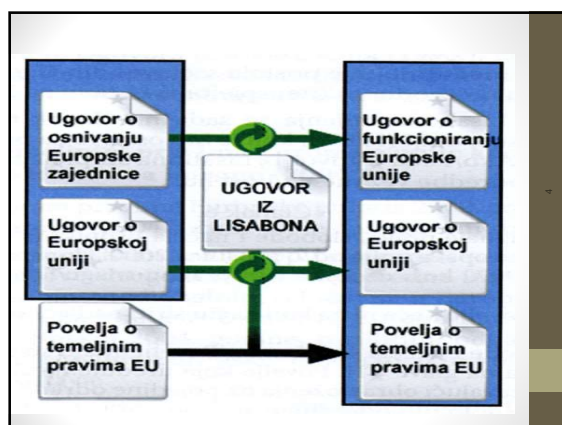 Ugovor o
osnivanju
Europske
zajednice
Ugovor o
Europskoj
uniji
Povelja o
temeljnim
pravima EU
UGOVOR
IZ
LISABONA
Ugovor o
funkcioniranju
Europske
unije
Ugovor o
Europskoj
uniji
Povelja o
temeljnim
pravima EU
4